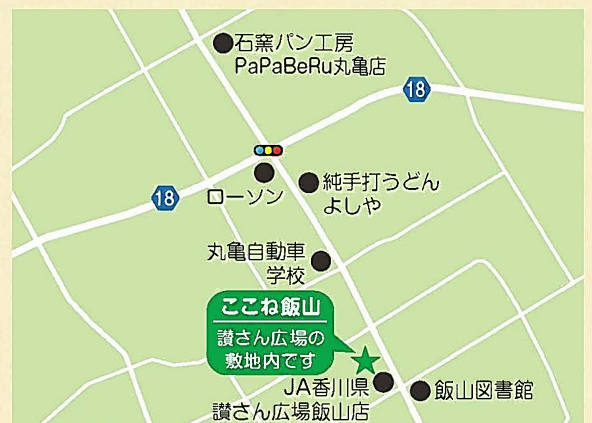 石窯パン工房
PaPaBeRu丸亀店
18
ローソン
純手打うどん
よしや
18
丸亀自動車
学校
ここね飯山
讃さん広場の
敷地内です
JA香川県
讃さん広場飯山店
飯山図書館